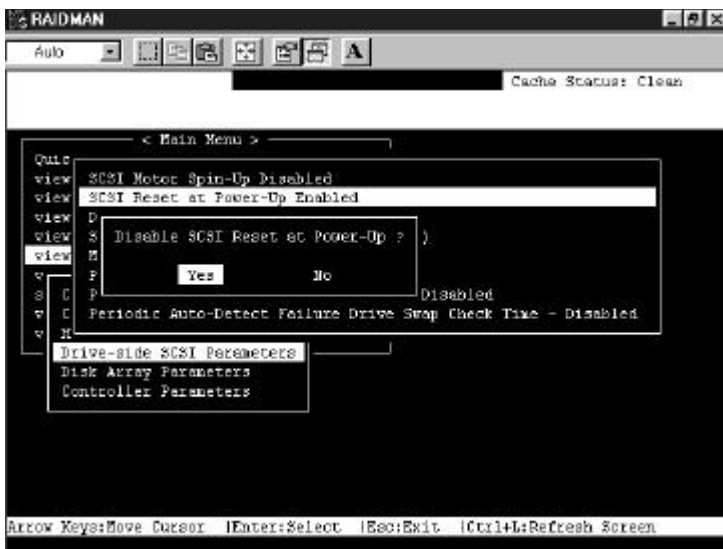 RAIDMAN
Auto
A
Cache Status: Clean
< Main Menu >
Quic
view SCSI Motor Spin-Up Disabled
view SCSI Reset at Power-Up Enabled
view D
view S Disable SCSI Reset at Power-Up ? )
view M
v P Yes No
s C P Disabled
v C Periodic Auto-Detect Failure Drive Swap Check Time - Disabled
v M
Drive-side SCSI Parameters
Disk Array Parameters
Controller Parameters
Arrow Keys:Move Cursor |Enter:Select |Esc:Exit |Ctrl+L:Refresh Screen